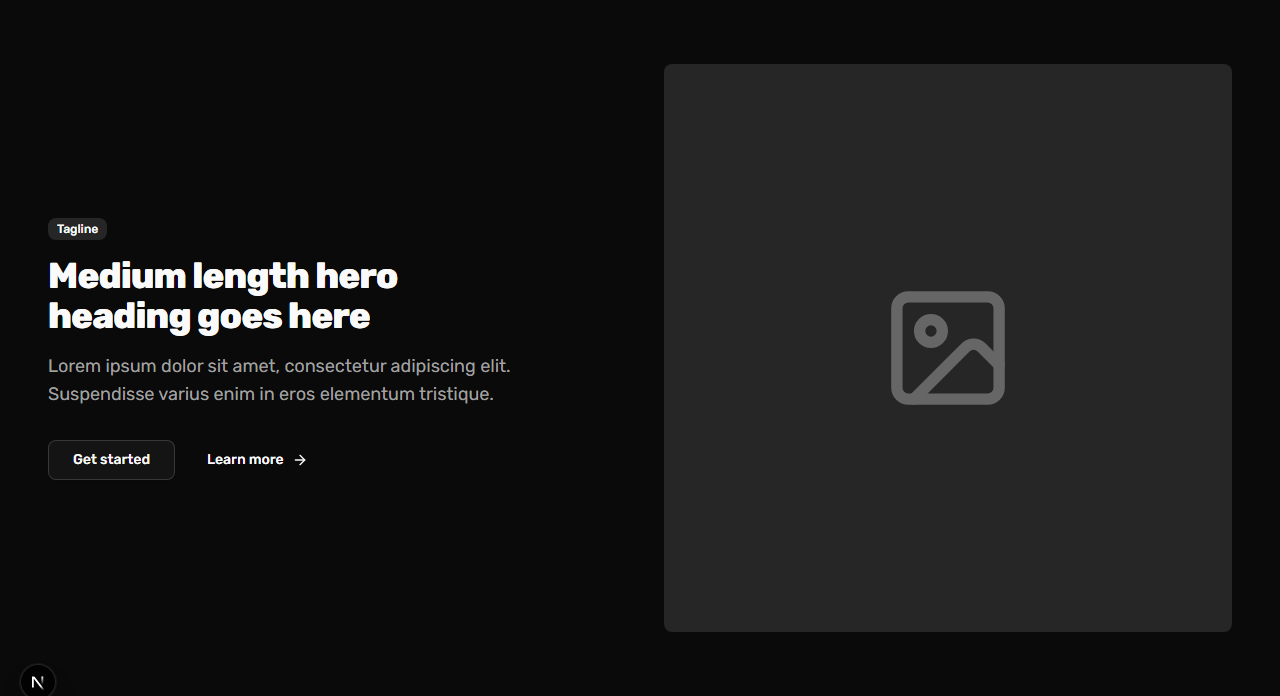 Tagline
Medium length hero
heading goes here
Lorem ipsum dolor sit amet, consectetur adipiscing elit.
Suspendisse varius enim in eros elementum tristique.
Get started
Learn more
N